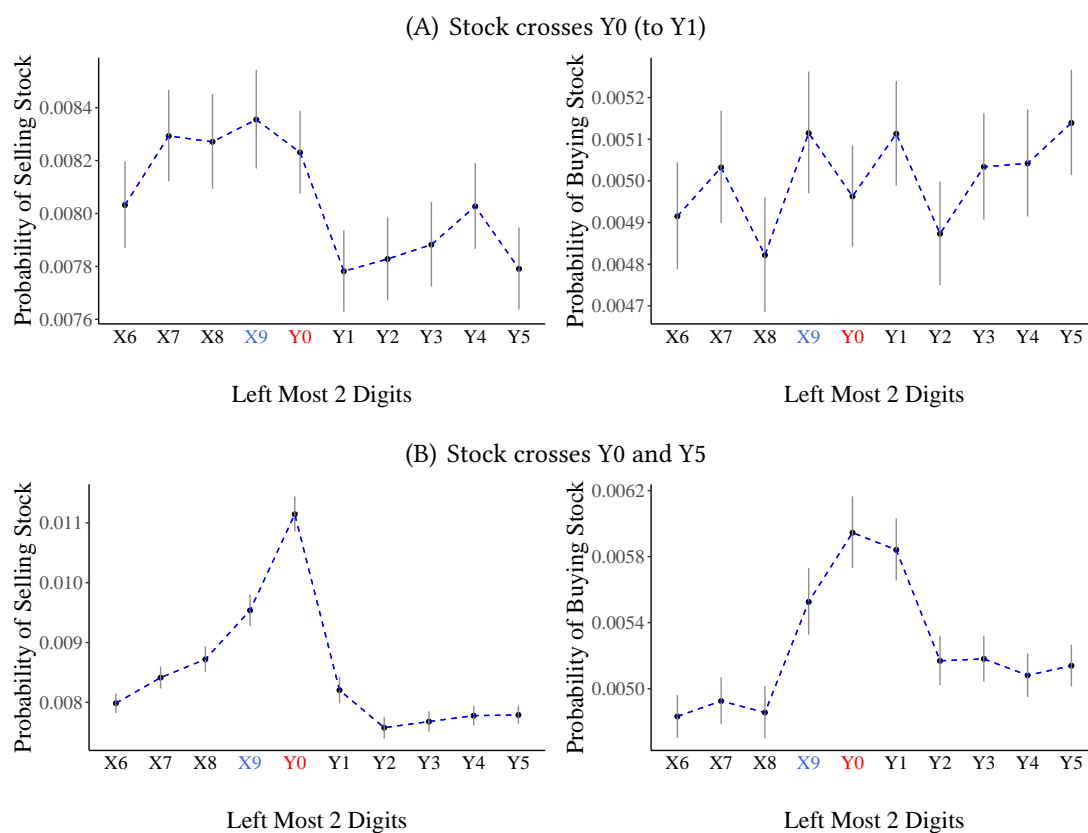 (A) Stock crosses Y0 (to Y1)
Probability of Selling Stock
0.0084
0.0082
0.0080
0.0078
0.0076
X6 X7 X8 X9 Y0 Y1 Y2 Y3 Y4 Y5
Left Most 2 Digits
Probability of Buying Stock
0.0052
0.0051
0.0050
0.0049
0.0048
0.0047
X6 X7 X8 X9 Y0 Y1 Y2 Y3 Y4 Y5
Left Most 2 Digits
(B) Stock crosses Y0 and Y5
Probability of Selling Stock
0.011
0.010
0.009
0.008
X6 X7 X8 X9 Y0 Y1 Y2 Y3 Y4 Y5
Left Most 2 Digits
Probability of Buying Stock
0.0062
0.0058
0.0054
0.0050
X6 X7 X8 X9 Y0 Y1 Y2 Y3 Y4 Y5
Left Most 2 Digits